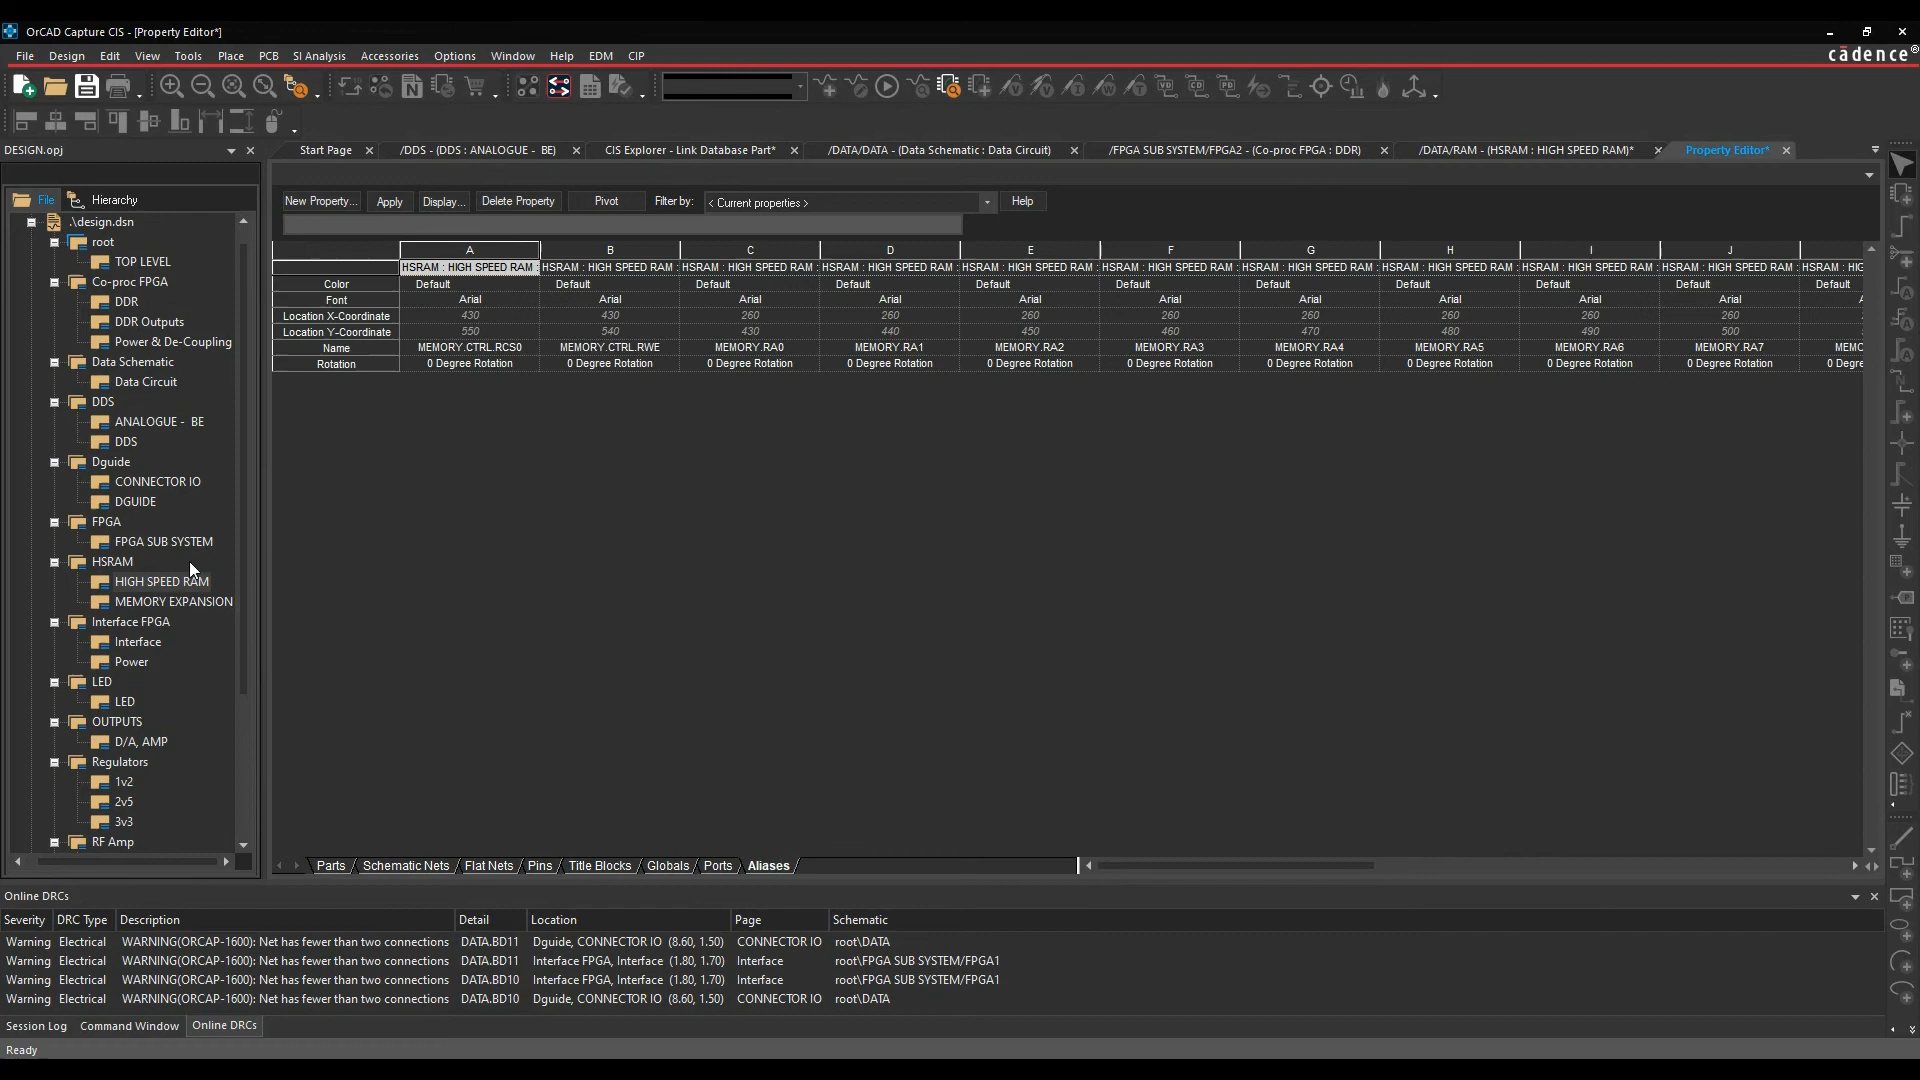 OrCAD Capture CIS - [Property Editor*]
File Design Edit View Tools Place PCB SI Analysis Accessories Options Window Help EDM CIP
cādence®
DESIGN.opj
Start Page /DDS - (DDS : ANALOGUE - BE) CIS Explorer - Link Database Part* /DATA/DATA - (Data Schematic : Data Circuit) /FPGA SUB SYSTEM/FPGA2 - (Co-proc FPGA : DDR) /DATA/RAM - (HSRAM : HIGH SPEED RAM)* Property Editor*
File Hierarchy
.\design.dsn
root
TOP LEVEL
Co-proc FPGA
DDR
DDR Outputs
Power & De-Coupling
Data Schematic
Data Circuit
DDS
ANALOGUE - BE
DDS
Dguide
CONNECTOR IO
DGUIDE
FPGA
FPGA SUB SYSTEM
HSRAM
HIGH SPEED RAM
MEMORY EXPANSION
Interface FPGA
Interface
Power
LED
LED
OUTPUTS
D/A, AMP
Regulators
1v2
2v5
3v3
RF Amp
New Property... Apply Display... Delete Property Pivot Filter by: < Current properties > Help
A B C D E F G H I J
HSRAM : HIGH SPEED RAM : HSRAM : HIGH SPEED RAM : HSRAM : HIGH SPEED RAM : HSRAM : HIGH SPEED RAM : HSRAM : HIGH SPEED RAM : HSRAM : HIGH SPEED RAM : HSRAM : HIGH SPEED RAM : HSRAM : HIGH SPEED RAM : HSRAM : HIGH SPEED RAM : HSRAM : HIGH SPEED RAM : HSRAM : HIG
Color Default Default Default Default Default Default Default Default Default Default Default
Font Arial Arial Arial Arial Arial Arial Arial Arial Arial Arial
Location X-Coordinate 430 430 260 260 260 260 260 260 260 260
Location Y-Coordinate 550 540 430 440 450 460 470 480 490 500
Name MEMORY.CTRL.RCS0 MEMORY.CTRL.RWE MEMORY.RA0 MEMORY.RA1 MEMORY.RA2 MEMORY.RA3 MEMORY.RA4 MEMORY.RA5 MEMORY.RA6 MEMORY.RA7 MEMC
Rotation 0 Degree Rotation 0 Degree Rotation 0 Degree Rotation 0 Degree Rotation 0 Degree Rotation 0 Degree Rotation 0 Degree Rotation 0 Degree Rotation 0 Degree Rotation 0 Degree Rotation 0 Degre
Parts Schematic Nets Flat Nets Pins Title Blocks Globals Ports Aliases
Online DRCs
Severity DRC Type Description Detail Location Page Schematic
Warning Electrical WARNING(ORCAP-1600): Net has fewer than two connections DATA.BD11 Dguide, CONNECTOR IO (8.60, 1.50) CONNECTOR IO root\DATA
Warning Electrical WARNING(ORCAP-1600): Net has fewer than two connections DATA.BD11 Interface FPGA, Interface (1.80, 1.70) Interface root\FPGA SUB SYSTEM/FPGA1
Warning Electrical WARNING(ORCAP-1600): Net has fewer than two connections DATA.BD10 Interface FPGA, Interface (1.80, 1.70) Interface root\FPGA SUB SYSTEM/FPGA1
Warning Electrical WARNING(ORCAP-1600): Net has fewer than two connections DATA.BD10 Dguide, CONNECTOR IO (8.60, 1.50) CONNECTOR IO root\DATA
Session Log Command Window Online DRCs
Ready